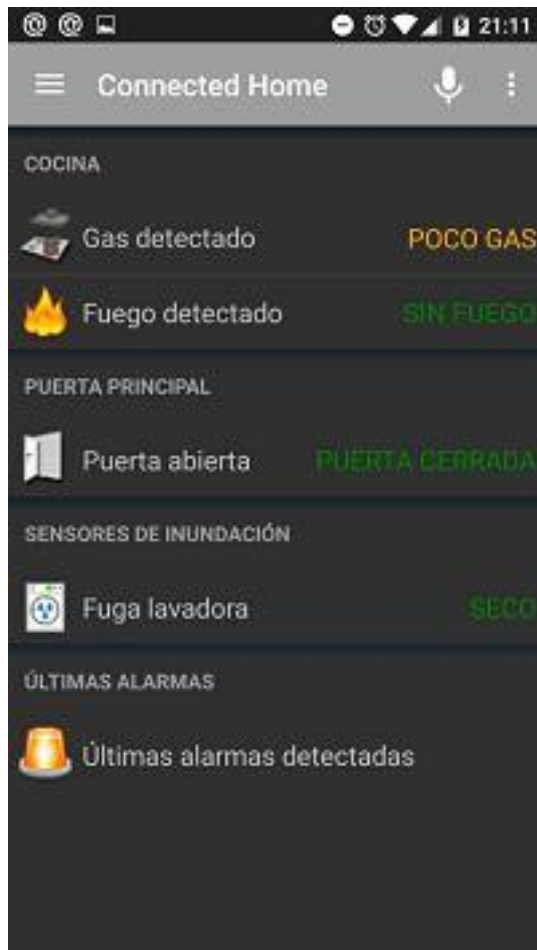 21:11
Connected Home
COCINA
Gas detectado POCO GAS
Fuego detectado SIN FUEGO
PUERTA PRINCIPAL
Puerta abierta PUERTA CERRADA
SENSORES DE INUNDACIÓN
Fuga lavadora SECO
ÚLTIMAS ALARMAS
Últimas alarmas detectadas